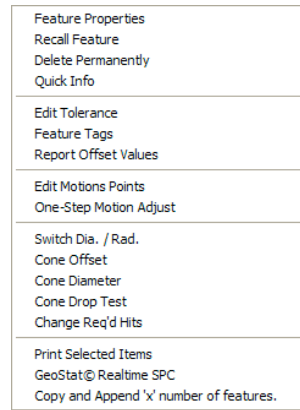 Feature Properties
Recall Feature
Delete Permanently
Quick Info
Edit Tolerance
Feature Tags
Report Offset Values
Edit Motions Points
One-Step Motion Adjust
Switch Dia. / Rad.
Cone Offset
Cone Diameter
Cone Drop Test
Change Req'd Hits
Print Selected Items
GeoStat© Realtime SPC
Copy and Append 'x' number of features.